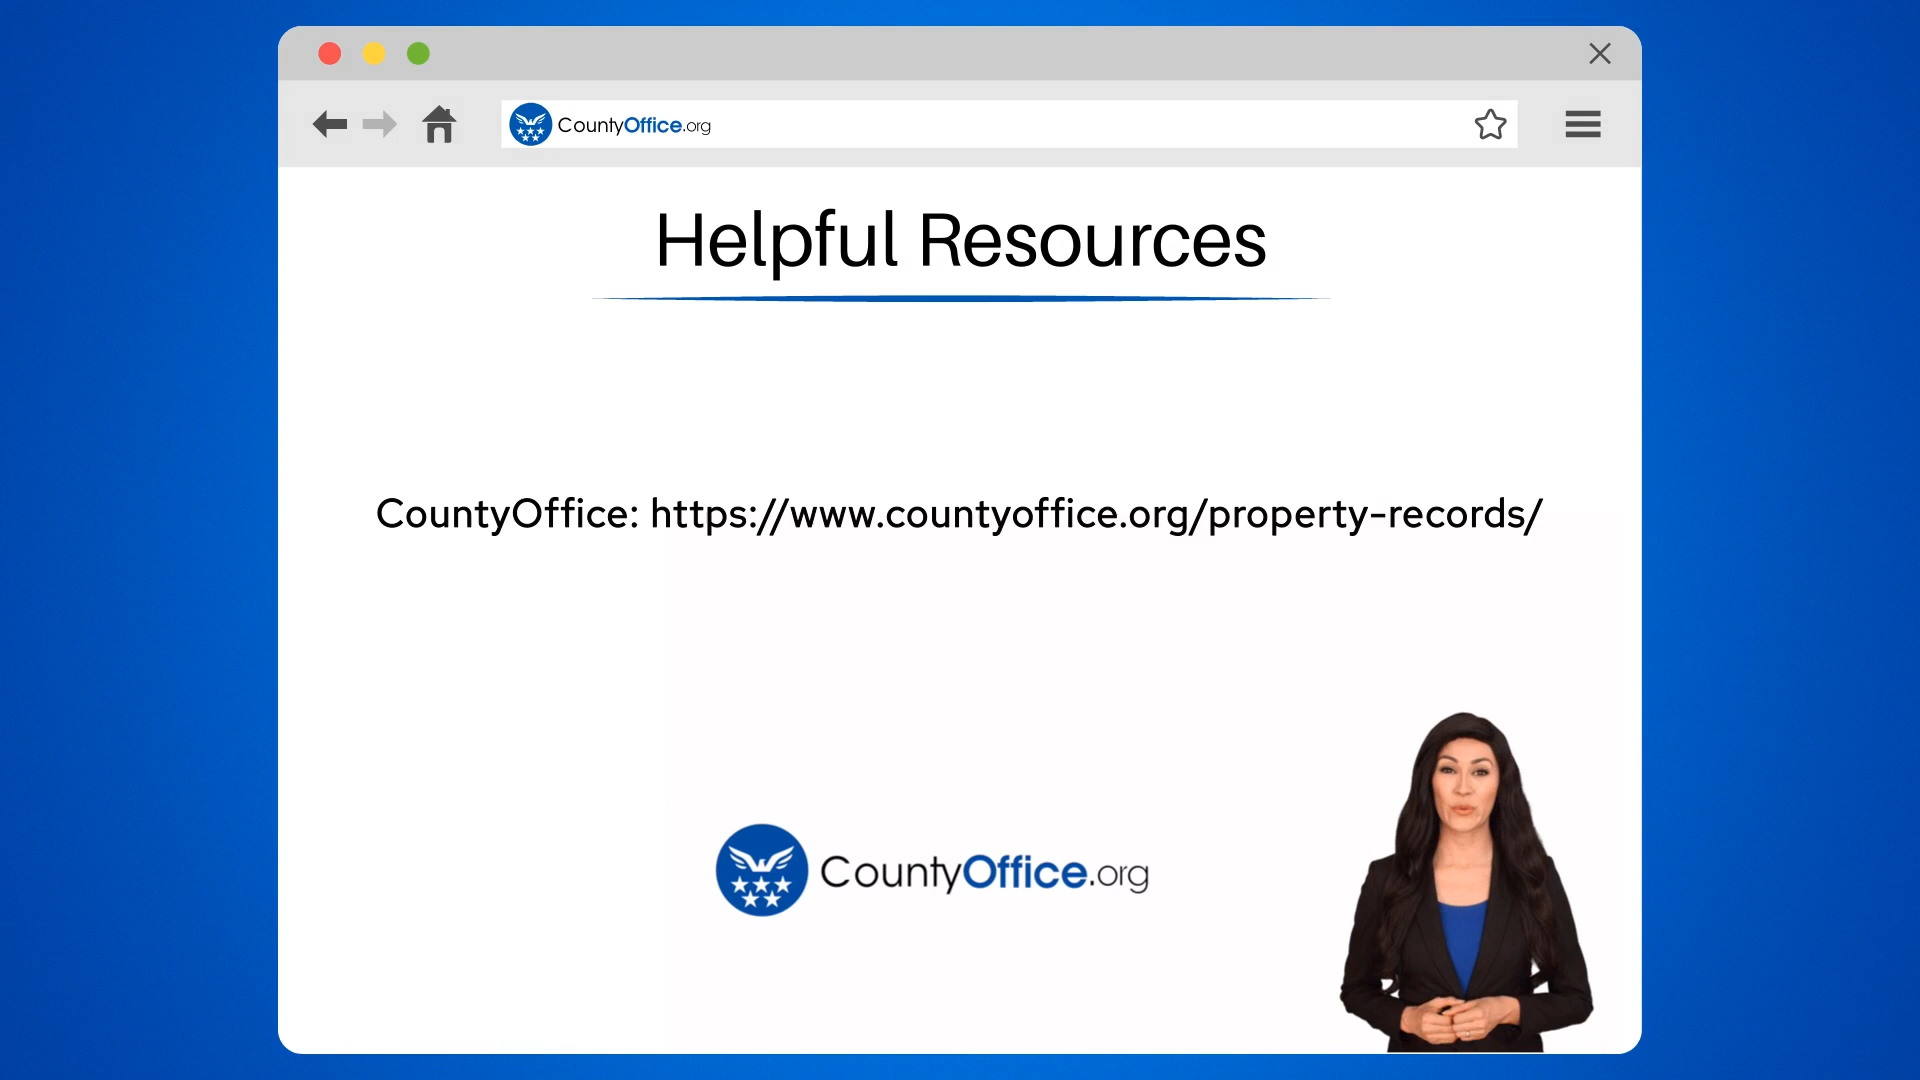 CountyOffice.org
Helpful Resources
CountyOffice: https://www.countyoffice.org/property-records/
CountyOffice.org